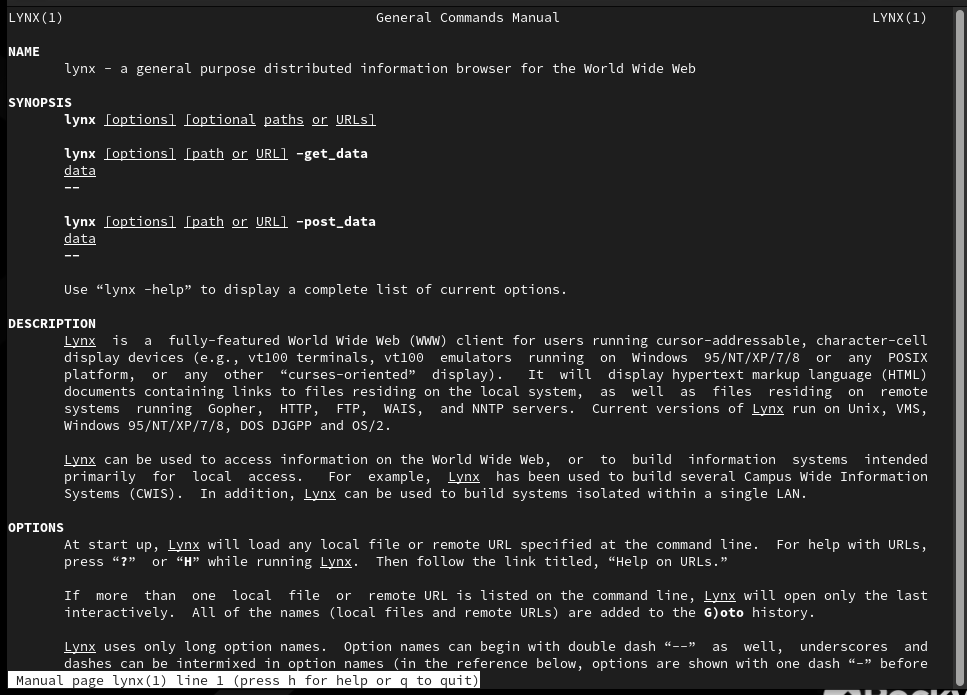 LYNX(1) General Commands Manual LYNX(1)
NAME
lynx - a general purpose distributed information browser for the World Wide Web
SYNOPSIS
lynx [options] [optional paths or URLs]
lynx [options] [path or URL] -get_data
data
--
lynx [options] [path or URL] -post_data
data
--
Use “lynx -help” to display a complete list of current options.
DESCRIPTION
Lynx is a fully-featured World Wide Web (WWW) client for users running cursor-addressable, character-cell
display devices (e.g., vt100 terminals, vt100 emulators running on Windows 95/NT/XP/7/8 or any POSIX
platform, or any other “curses-oriented” display). It will display hypertext markup language (HTML)
documents containing links to files residing on the local system, as well as files residing on remote
systems running Gopher, HTTP, FTP, WAIS, and NNTP servers. Current versions of Lynx run on Unix, VMS,
Windows 95/NT/XP/7/8, DOS DJGPP and OS/2.
Lynx can be used to access information on the World Wide Web, or to build information systems intended
primarily for local access. For example, Lynx has been used to build several Campus Wide Information
Systems (CWIS). In addition, Lynx can be used to build systems isolated within a single LAN.
OPTIONS
At start up, Lynx will load any local file or remote URL specified at the command line. For help with URLs,
press “?” or “H” while running Lynx. Then follow the link titled, “Help on URLs.”
If more than one local file or remote URL is listed on the command line, Lynx will open only the last
interactively. All of the names (local files and remote URLs) are added to the G)oto history.
Lynx uses only long option names. Option names can begin with double dash “--” as well, underscores and
dashes can be intermixed in option names (in the reference below, options are shown with one dash “-” before
Manual page lynx(1) line 1 (press h for help or q to quit)